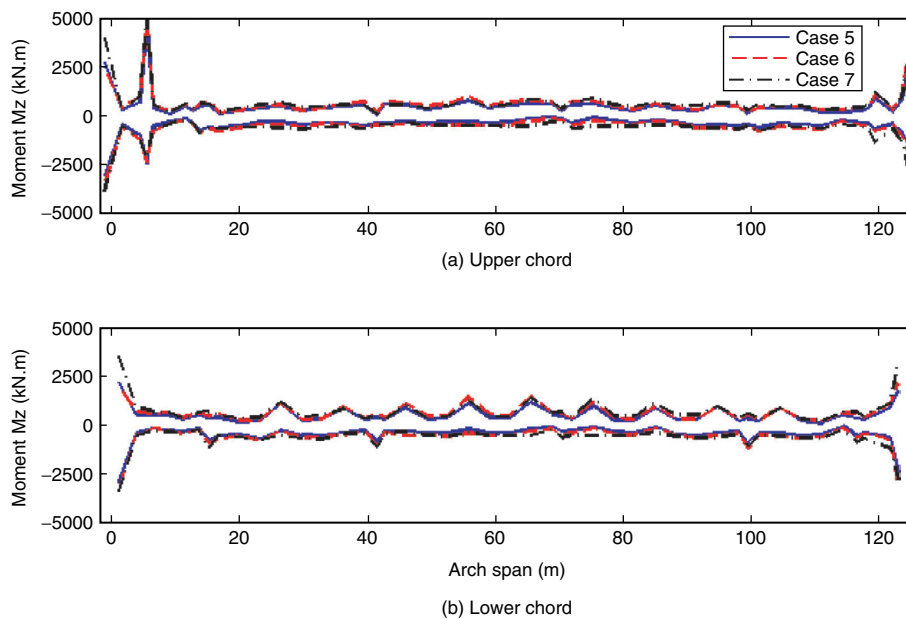 5000
2500
0
−2500
−5000
Moment Mz (kN.m)
Case 5
Case 6
Case 7
0 20 40 60 80 100 120
(a) Upper chord
5000
2500
0
−2500
−5000
Moment Mz (kN.m)
0 20 40 60 80 100 120
Arch span (m)
(b) Lower chord